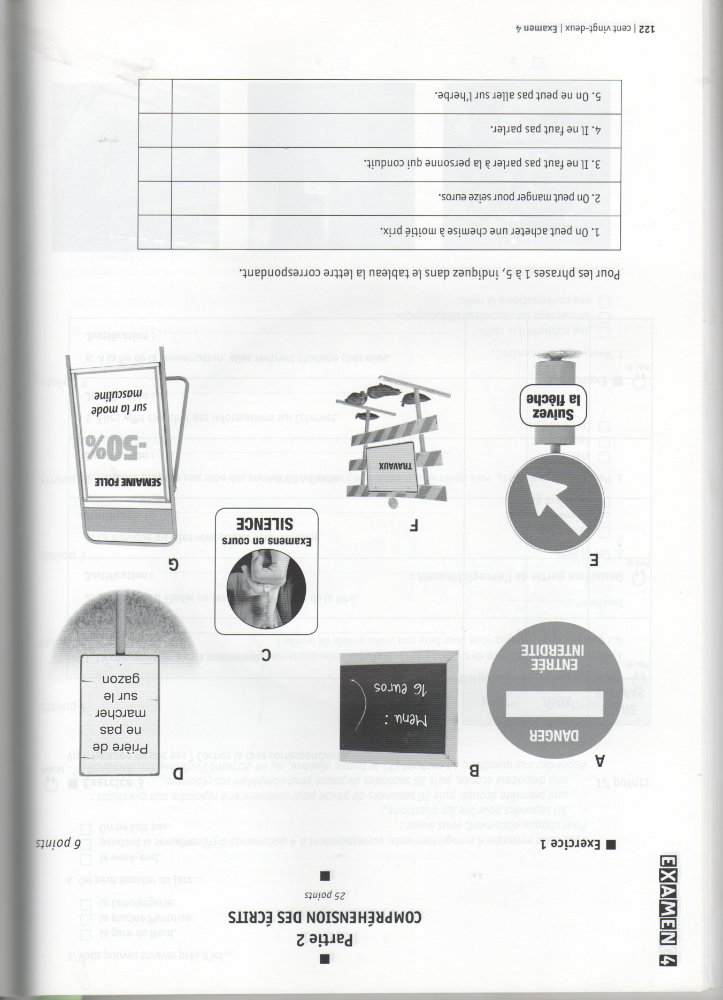 EXAMEN 4
Partie 2
COMPRÉHENSION DES ÉCRITS
25 points
Exercice 1
6 points
A
DANGER
ENTRÉE
INTERDITE
B
Menu :
16 euros
C
Examens en cours
SILENCE
D
Prière de
ne pas
marcher
sur le
gazon
E
Suivez
la flèche
F
TRAVAUX
G
SEMAINE FOLLE
-50%
sur la mode
masculine
Pour les phrases 1 à 5, indiquez dans le tableau la lettre correspondant.
1. On peut acheter une chemise à moitié prix.
2. On peut manger pour seize euros.
3. Il ne faut pas parler à la personne qui conduit.
4. Il ne faut pas parler.
5. On ne peut pas aller sur l'herbe.
122 | cent vingt-deux | Examen 4